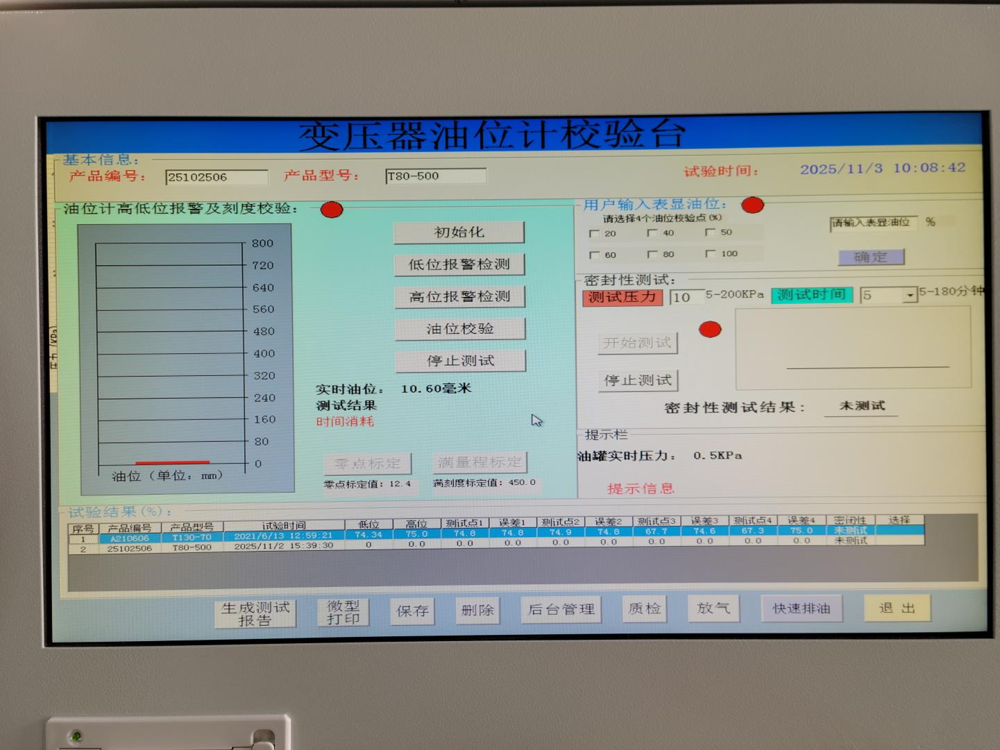 变压器油位计校验台
基本信息：
产品编号： 25102506 产品型号： T80-500 试验时间： 2025/11/3 10:08:42
油位计高低位报警及刻度校验：
800
720
640
560
480
400
320
240
160
80
0
油位（单位：mm）
初始化
低位报警检测
高位报警检测
油位校验
停止测试
实时油位： 10.60毫米
测试结果
时间消耗
零点标定 满量程标定
零点标定值：12.4 满刻度标定值：450.0
用户输入表显油位：
请选择4个油位校验点(%)
20 40 50
60 80 100
请输入表显油位 %
确定
密封性测试：
测试压力 10 5-200KPa 测试时间 5 5-180分钟
开始测试
停止测试
密封性测试结果： 未测试
提示栏
油罐实时压力： 0.5KPa
提示信息
压力(KPa)
试验结果(%)：
序号 产品编号 产品型号 试验时间 低位 高位 测试点1 误差1 测试点2 误差2 测试点3 误差3 测试点4 误差4 密闭性 选择
1 A210606 T130-70 2021/6/13 12:59:21 74.34 75.0 74.8 74.8 74.9 74.8 67.7 74.6 67.3 75.0 未测试
2 25102506 T80-500 2025/11/2 15:39:30 0 0.0 0.0 0.0 0.0 0.0 0.0 0.0 0.0 0.0 未测试
生成测试
报告
微型
打印
保存 删除 后台管理 质检 放气 快速排油 退 出